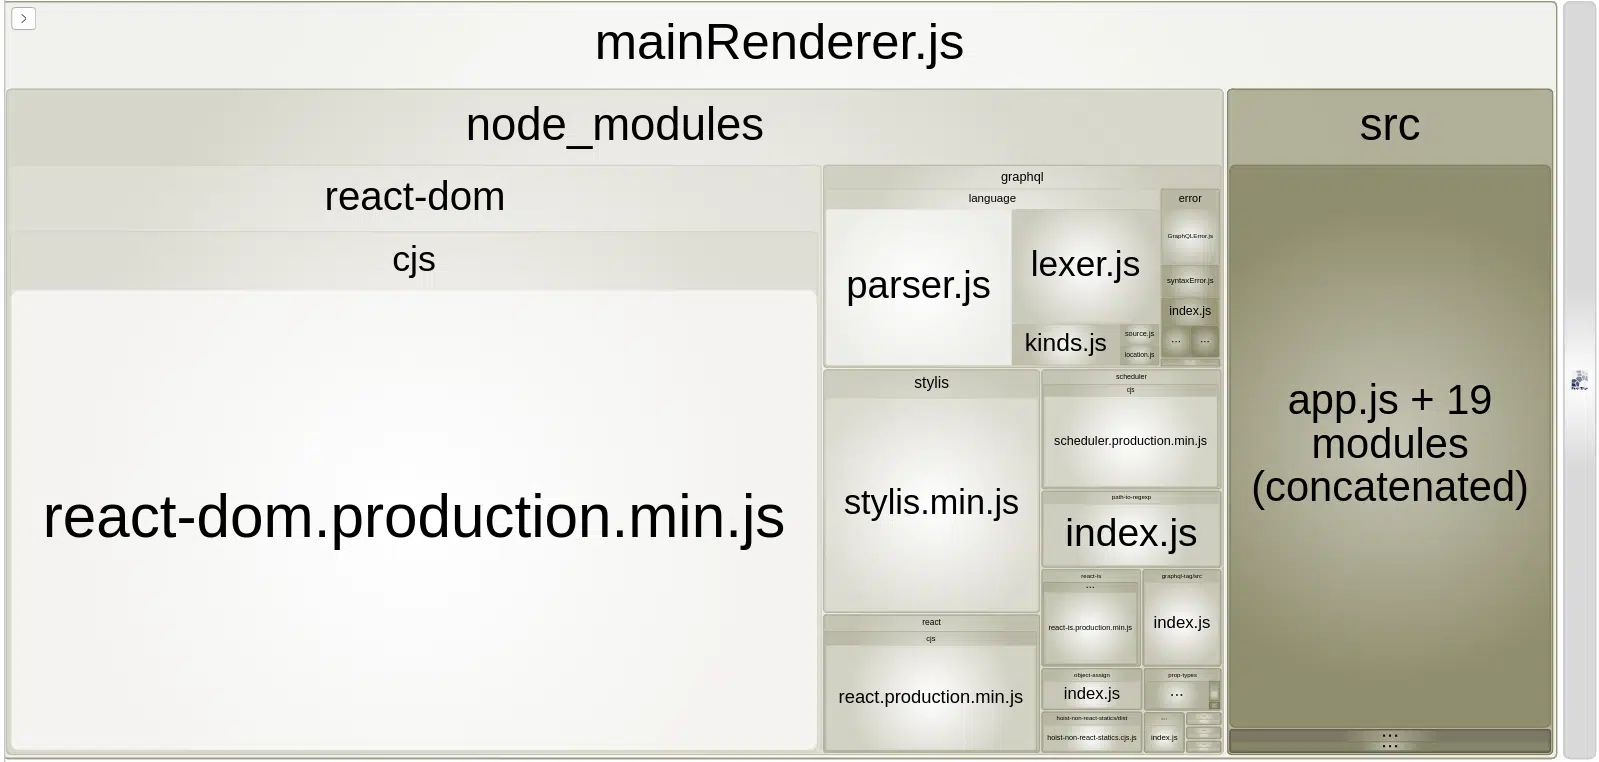 mainRenderer.js
node_modules
src
react-dom
cjs
react-dom.production.min.js
graphql
language
parser.js
lexer.js
kinds.js
source.js
location.js
error
GraphQLError.js
syntaxError.js
index.js
...
...
stylis
stylis.min.js
react
cjs
react.production.min.js
scheduler
cjs
scheduler.production.min.js
path-to-regexp
index.js
react-is
...
react-is.production.min.js
graphql-tag/src
index.js
object-assign
index.js
prop-types
...
hoist-non-react-statics/dist
hoist-non-react-statics.cjs.js
...
index.js
app.js + 19
modules
(concatenated)
...
...